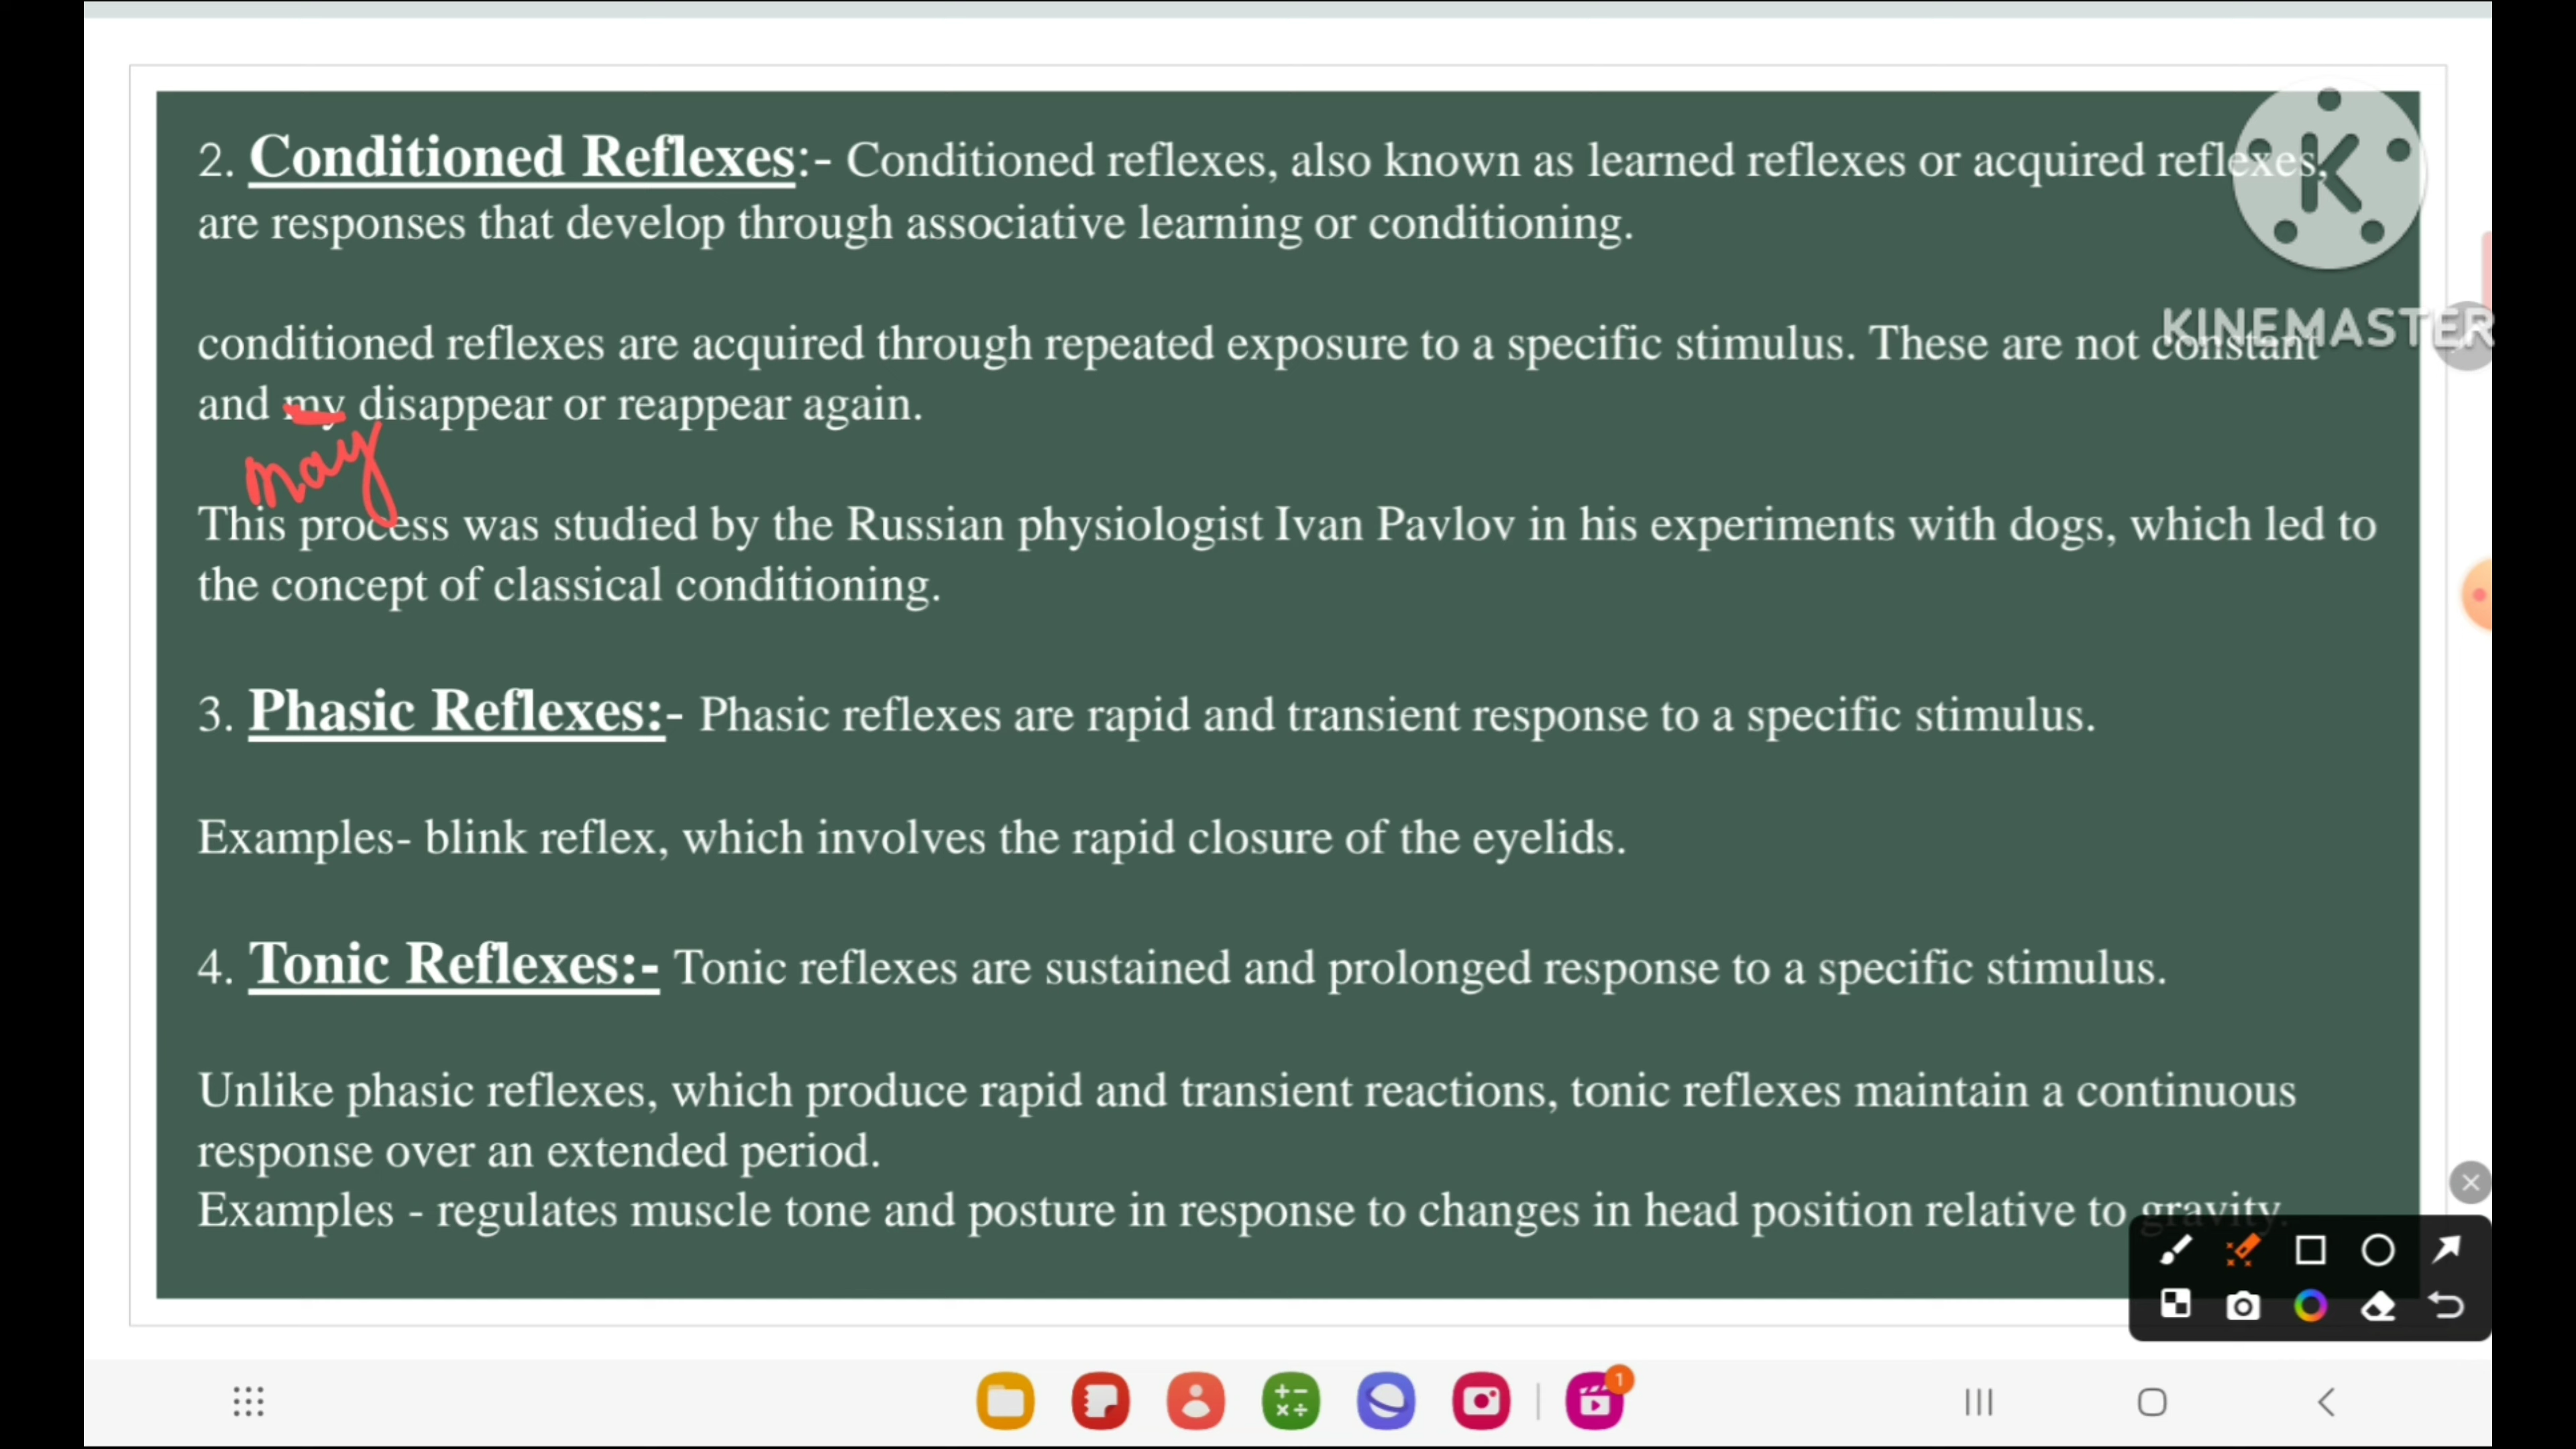 2. Conditioned Reflexes:- Conditioned reflexes, also known as learned reflexes or acquired reflexes,
are responses that develop through associative learning or conditioning.
conditioned reflexes are acquired through repeated exposure to a specific stimulus. These are not constant
and my disappear or reappear again.
may
This process was studied by the Russian physiologist Ivan Pavlov in his experiments with dogs, which led to
the concept of classical conditioning.
3. Phasic Reflexes:- Phasic reflexes are rapid and transient response to a specific stimulus.
Examples- blink reflex, which involves the rapid closure of the eyelids.
4. Tonic Reflexes:- Tonic reflexes are sustained and prolonged response to a specific stimulus.
Unlike phasic reflexes, which produce rapid and transient reactions, tonic reflexes maintain a continuous
response over an extended period.
Examples - regulates muscle tone and posture in response to changes in head position relative to gravity.
K
KINEMASTER
1